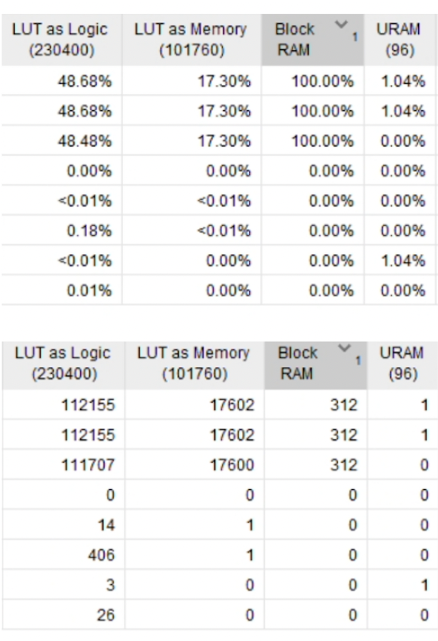 LUT as Logic LUT as Memory Block 1 URAM
(230400) (101760) RAM (96)
48.68% 17.30% 100.00% 1.04%
48.68% 17.30% 100.00% 1.04%
48.48% 17.30% 100.00% 0.00%
0.00% 0.00% 0.00% 0.00%
<0.01% <0.01% 0.00% 0.00%
0.18% <0.01% 0.00% 0.00%
<0.01% 0.00% 0.00% 1.04%
0.01% 0.00% 0.00% 0.00%
LUT as Logic LUT as Memory Block 1 URAM
(230400) (101760) RAM (96)
112155 17602 312 1
112155 17602 312 1
111707 17600 312 0
0 0 0 0
14 1 0 0
406 1 0 0
3 0 0 1
26 0 0 0